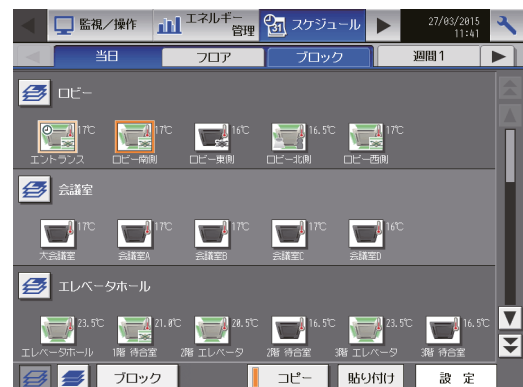 監視/操作 エネルギー管理 31 スケジュール 27/03/2015 11:41
当日 フロア ブロック 週間1
ロビー
17℃ 17℃ 16℃ 16.5℃ 17℃
エントランス ロビー南側 ロビー東側 ロビー北側 ロビー西側
会議室
17℃ 17℃ 17℃ 17℃ 16℃
大会議室 会議室A 会議室B 会議室C 会議室D
エレベータホール
23.5℃ 21.0℃ 20.5℃ 16.5℃ 23.5℃ 16.5℃
エレベータホール 1階 待合室 2階 エレベータ 2階 待合室 3階 エレベータ 3階 待合室
ブロック コピー 貼り付け 設 定